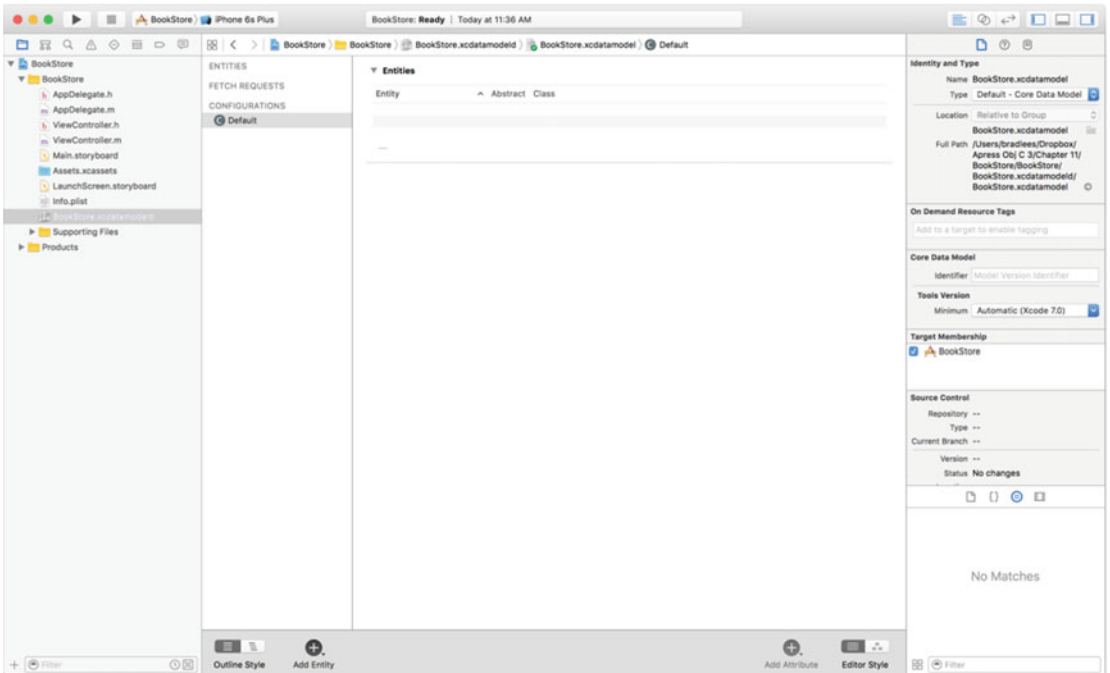 BookStore iPhone 6s Plus
BookStore: Ready | Today at 11:36 AM
BookStore
BookStore
AppDelegate.h
AppDelegate.m
ViewController.h
ViewController.m
Main.storyboard
Assets.xcassets
LaunchScreen.storyboard
Info.plist
BookStore.xcdatamodeld
Supporting Files
Products
Filter
BookStore BookStore BookStore.xcdatamodeld BookStore.xcdatamodel Default
ENTITIES
FETCH REQUESTS
CONFIGURATIONS
Default
Entities
Entity Abstract Class
Outline Style
Add Entity
Add Attribute
Editor Style
Identity and Type
Name BookStore.xcdatamodel
Type Default - Core Data Model
Location Relative to Group
BookStore.xcdatamodel
Full Path /Users/bradlees/Dropbox/
Apress Obj C 3/Chapter 11/
BookStore/BookStore/
BookStore.xcdatamodeld/
BookStore.xcdatamodel
On Demand Resource Tags
Add to a target to enable tagging
Core Data Model
Identifier Model Version Identifier
Tools Version
Minimum Automatic (Xcode 7.0)
Target Membership
BookStore
Source Control
Repository --
Type --
Current Branch --
Version --
Status No changes
No Matches
Filter